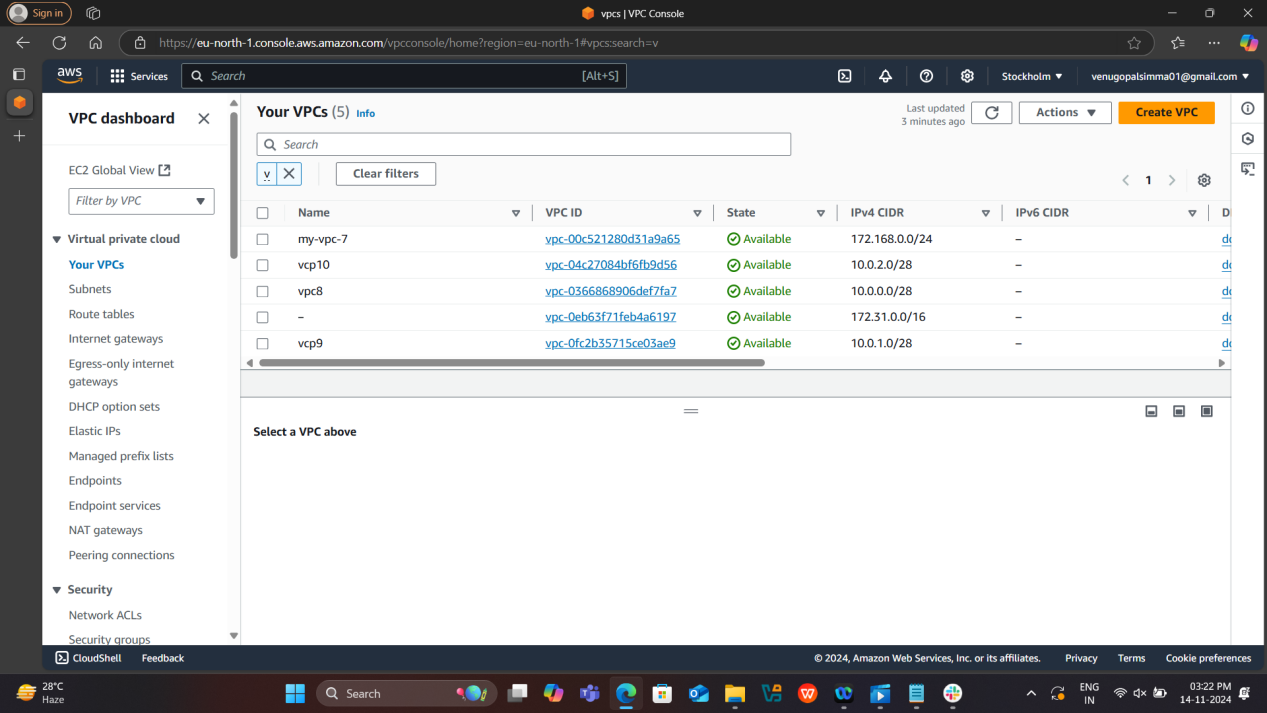 Sign in
vpcs | VPC Console
https://eu-north-1.console.aws.amazon.com/vpcconsole/home?region=eu-north-1#vpcs:search=v
aws
Services
Search
[Alt+S]
Stockholm
venugopalsimma01@gmail.com
VPC dashboard
EC2 Global View
Filter by VPC
Virtual private cloud
Your VPCs
Subnets
Route tables
Internet gateways
Egress-only internet
gateways
DHCP option sets
Elastic IPs
Managed prefix lists
Endpoints
Endpoint services
NAT gateways
Peering connections
Security
Network ACLs
Security groups
Your VPCs (5) Info
Last updated
3 minutes ago
Actions
Create VPC
Search
v
Clear filters
1
Name VPC ID State IPv4 CIDR IPv6 CIDR
my-vpc-7 vpc-00c521280d31a9a65 Available 172.168.0.0/24 –
vcp10 vpc-04c27084bf6fb9d56 Available 10.0.2.0/28 –
vpc8 vpc-0366868906def7fa7 Available 10.0.0.0/28 –
– vpc-0eb63f71feb4a6197 Available 172.31.0.0/16 –
vcp9 vpc-0fc2b35715ce03ae9 Available 10.0.1.0/28 –
Select a VPC above
CloudShell
Feedback
© 2024, Amazon Web Services, Inc. or its affiliates.
Privacy
Terms
Cookie preferences
28°C
Haze
Search
ENG
IN
03:22 PM
14-11-2024